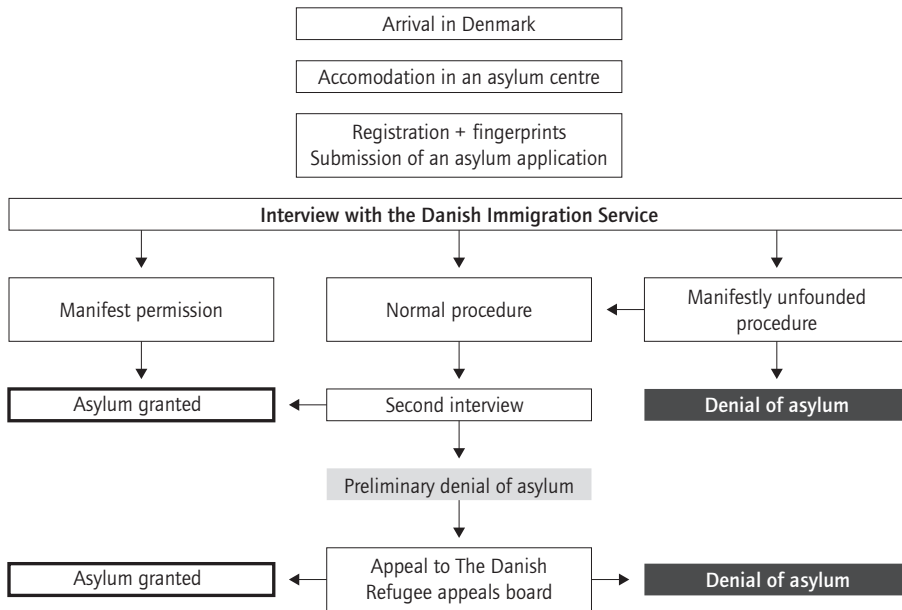 Arrival in Denmark
Accomodation in an asylum centre
Registration + fingerprints
Submission of an asylum application
Interview with the Danish Immigration Service
Manifest permission
Normal procedure
Manifestly unfounded
procedure
Asylum granted
Second interview
Denial of asylum
Preliminary denial of asylum
Asylum granted
Appeal to The Danish
Refugee appeals board
Denial of asylum